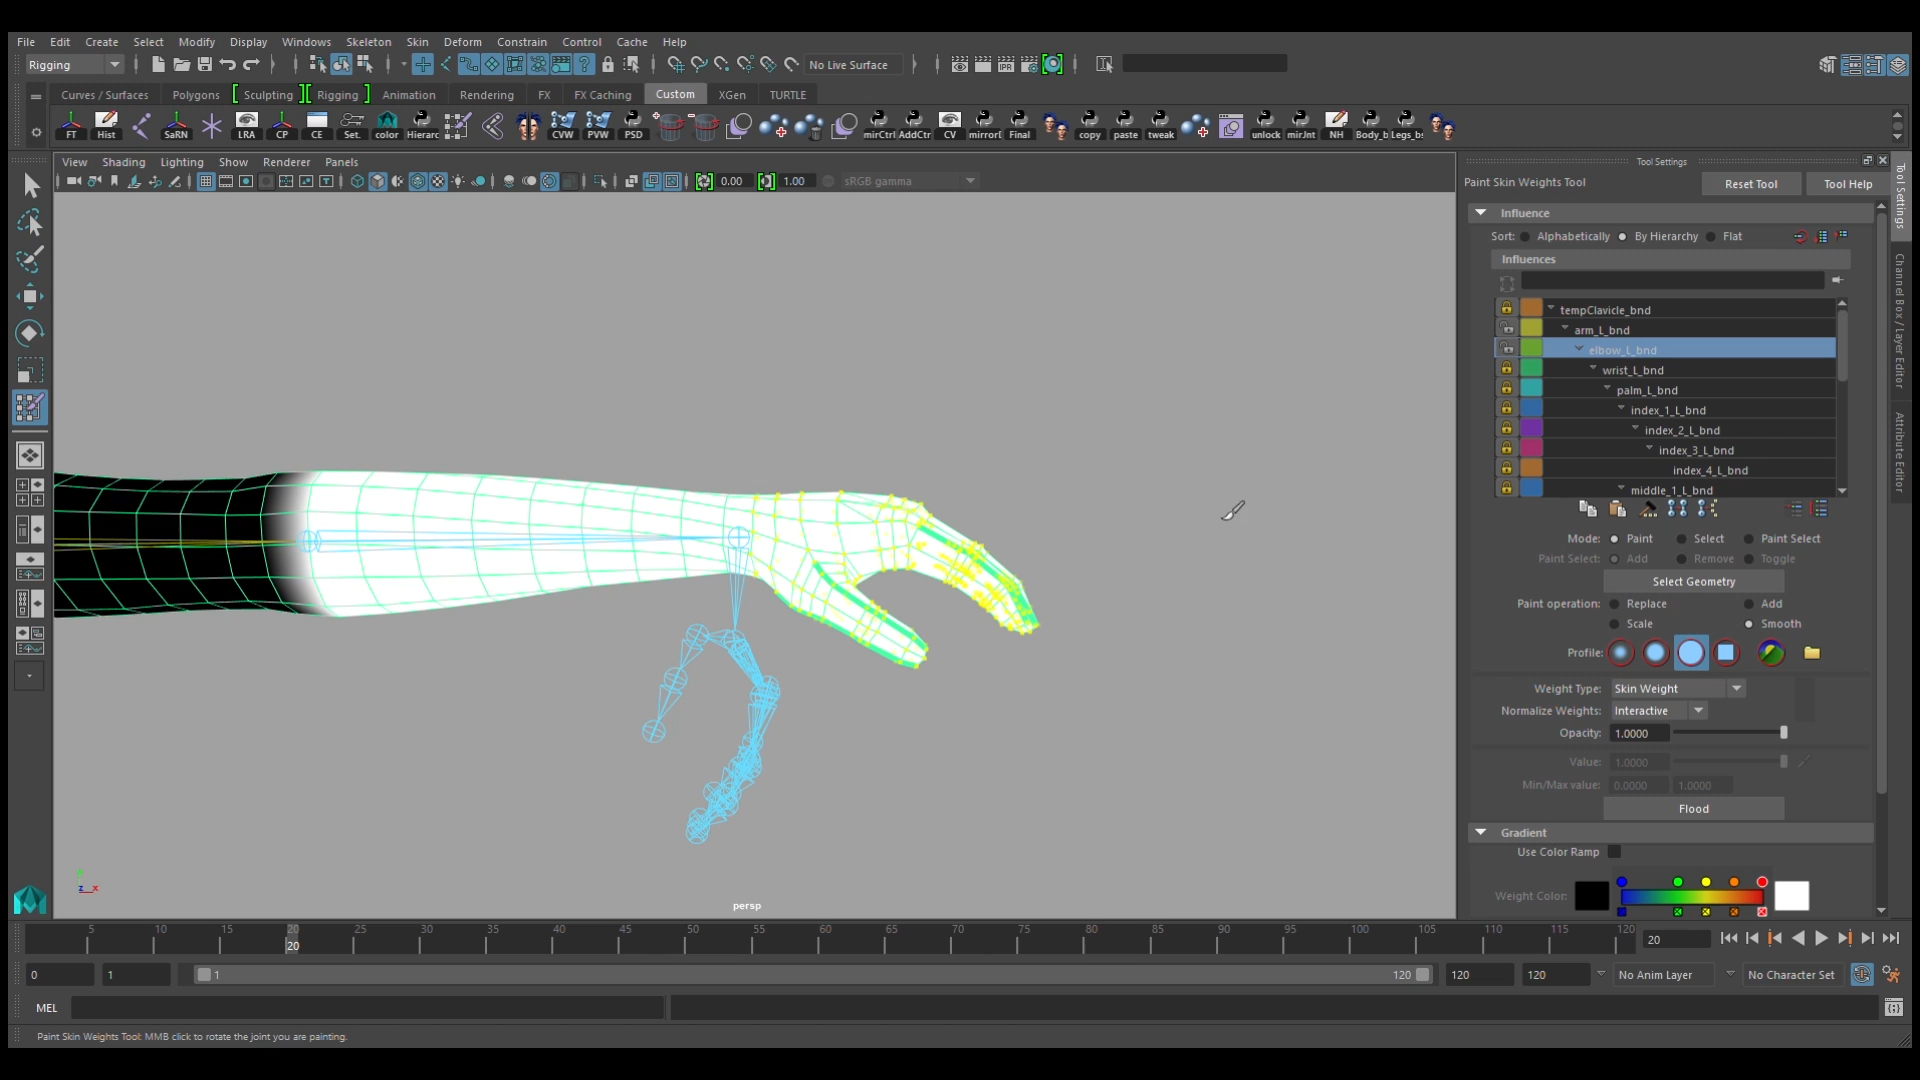 File Edit Create Select Modify Display Windows Skeleton Skin Deform Constrain Control Cache Help
Rigging No Live Surface
Curves / Surfaces Polygons Sculpting Rigging Animation Rendering FX FX Caching Custom XGen TURTLE
FT Hist SaRN LRA CP CE Set. color Hierarc CVW PVW PSD mirCtrl AddCtr CV mirrorI Final copy paste tweak unlock mirJnt NH Body_b Legs_bs
View Shading Lighting Show Renderer Panels
0.00 1.00 sRGB gamma
persp
Tool Settings
Paint Skin Weights Tool Reset Tool Tool Help
Influence
Sort: Alphabetically By Hierarchy Flat
Influences
tempClavicle_bnd
arm_L_bnd
elbow_L_bnd
wrist_L_bnd
palm_L_bnd
index_1_L_bnd
index_2_L_bnd
index_3_L_bnd
index_4_L_bnd
middle_1_L_bnd
Mode: Paint Select Paint Select
Paint Select: Add Remove Toggle
Select Geometry
Paint operation: Replace Add
Scale Smooth
Profile:
Weight Type: Skin Weight
Normalize Weights: Interactive
Opacity: 1.0000
Value: 1.0000
Min/Max value: 0.0000 1.0000
Flood
Gradient
Use Color Ramp
Weight Color:
Tool Settings
Channel Box / Layer Editor
Attribute Editor
5 10 15 20 25 30 35 40 45 50 55 60 65 70 75 80 85 90 95 100 105 110 115 120
20 20
0 1 1 120 120 120 No Anim Layer No Character Set
MEL
Paint Skin Weights Tool: MMB click to rotate the joint you are painting.